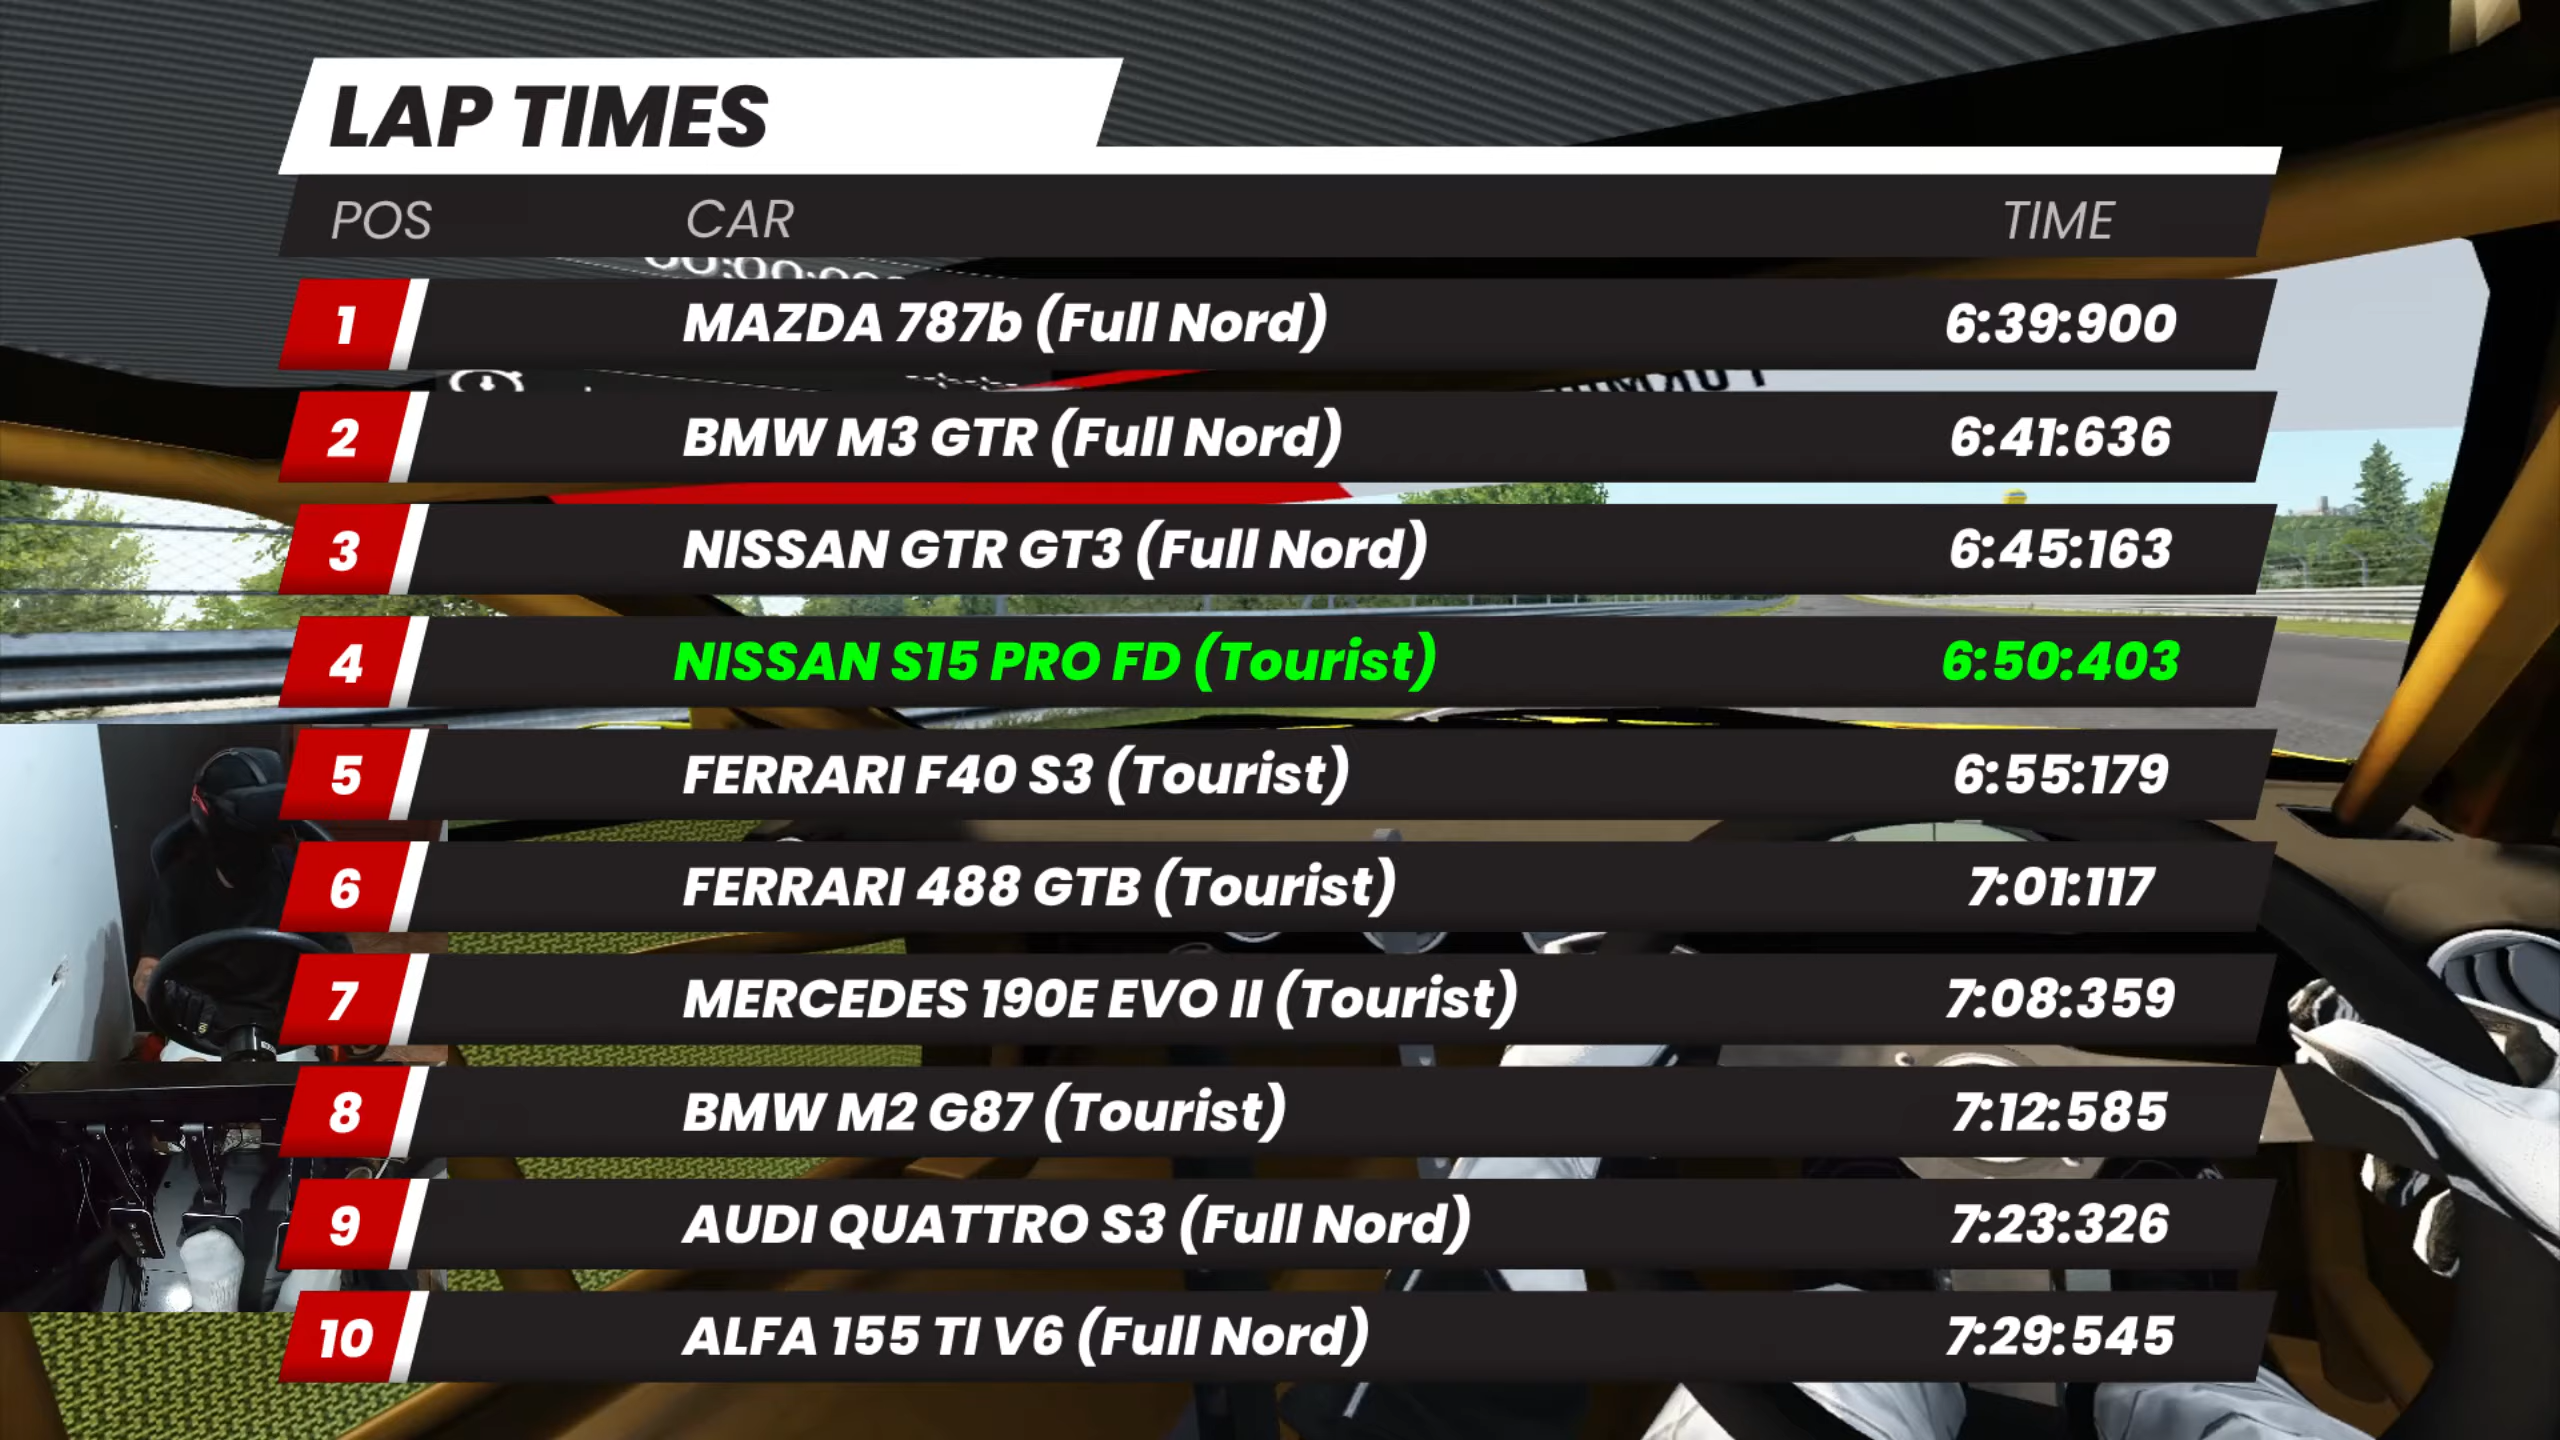 LAP TIMES
POS CAR TIME
1 MAZDA 787b (Full Nord) 6:39:900
2 BMW M3 GTR (Full Nord) 6:41:636
3 NISSAN GTR GT3 (Full Nord) 6:45:163
4 NISSAN S15 PRO FD (Tourist) 6:50:403
5 FERRARI F40 S3 (Tourist) 6:55:179
6 FERRARI 488 GTB (Tourist) 7:01:117
7 MERCEDES 190E EVO II (Tourist) 7:08:359
8 BMW M2 G87 (Tourist) 7:12:585
9 AUDI QUATTRO S3 (Full Nord) 7:23:326
10 ALFA 155 TI V6 (Full Nord) 7:29:545